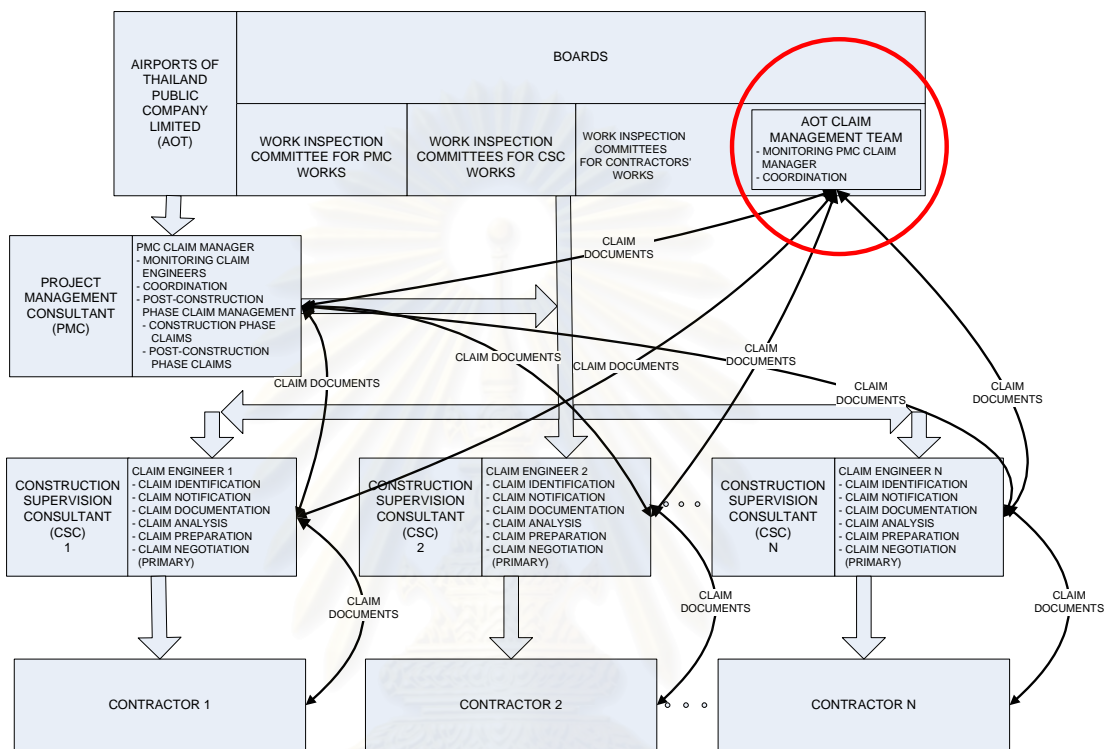 AIRPORTS OF
THAILAND
PUBLIC
COMPANY
LIMITED
(AOT)
BOARDS
WORK INSPECTION
COMMITTEE FOR PMC
WORKS
WORK INSPECTION
COMMITTEES FOR CSC
WORKS
WORK INSPECTION
COMMITTEES
FOR CONTRACTORS'
WORKS
AOT CLAIM
MANAGEMENT TEAM
- MONITORING PMC CLAIM
MANAGER
- COORDINATION
PROJECT
MANAGEMENT
CONSULTANT
(PMC)
PMC CLAIM MANAGER
- MONITORING CLAIM
ENGINEERS
- COORDINATION
- POST-CONSTRUCTION
PHASE CLAIM MANAGEMENT
- CONSTRUCTION PHASE
CLAIMS
- POST-CONSTRUCTION
PHASE CLAIMS
CLAIM
DOCUMENTS
CLAIM DOCUMENTS
CLAIM DOCUMENTS
CLAIM DOCUMENTS
CLAIM
DOCUMENTS
CLAIM
DOCUMENTS
CLAIM
DOCUMENTS
CONSTRUCTION
SUPERVISION
CONSULTANT
(CSC)
1
CLAIM ENGINEER 1
- CLAIM IDENTIFICATION
- CLAIM NOTIFICATION
- CLAIM DOCUMENTATION
- CLAIM ANALYSIS
- CLAIM PREPARATION
- CLAIM NEGOTIATION
(PRIMARY)
CONSTRUCTION
SUPERVISION
CONSULTANT
(CSC)
2
CLAIM ENGINEER 2
- CLAIM IDENTIFICATION
- CLAIM NOTIFICATION
- CLAIM DOCUMENTATION
- CLAIM ANALYSIS
- CLAIM PREPARATION
- CLAIM NEGOTIATION
(PRIMARY)
CONSTRUCTION
SUPERVISION
CONSULTANT
(CSC)
N
CLAIM ENGINEER N
- CLAIM IDENTIFICATION
- CLAIM NOTIFICATION
- CLAIM DOCUMENTATION
- CLAIM ANALYSIS
- CLAIM PREPARATION
- CLAIM NEGOTIATION
(PRIMARY)
CLAIM
DOCUMENTS
CLAIM
DOCUMENTS
CLAIM
DOCUMENTS
CONTRACTOR 1
CONTRACTOR 2
CONTRACTOR N